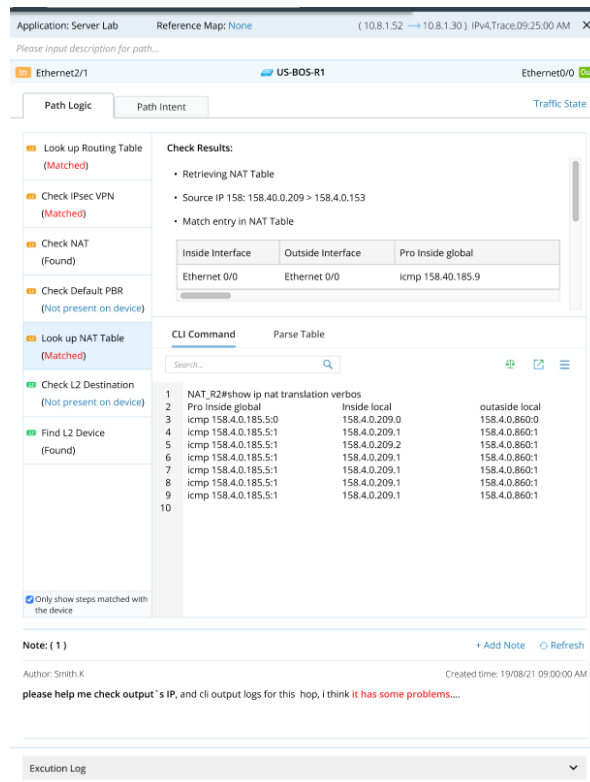 Application: Server Lab
Reference Map: None
( 10.8.1.52 → 10.8.1.30 ) IPv4,Trace,09:25:00 AM
Please input description for path...
In Ethernet2/1
US-BOS-R1
Ethernet0/0 Ou
Path Logic
Path Intent
Traffic State
L3 Look up Routing Table
(Matched)
L3 Check IPsec VPN
(Matched)
L3 Check NAT
(Found)
L3 Check Default PBR
(Not present on device)
L3 Look up NAT Table
(Matched)
L2 Check L2 Destination
(Not present on device)
L2 Find L2 Device
(Found)
Only show steps matched with
the device
Check Results:
• Retrieving NAT Table
• Source IP 158: 158.40.0.209 > 158.4.0.153
• Match entry in NAT Table
Inside Interface Outside Interface Pro Inside global
Ethernet 0/0 Ethernet 0/0 icmp 158.40.185.9
CLI Command
Parse Table
Search...
1 NAT_R2#show ip nat translation verbos
2 Pro Inside global Inside local outaside local
3 icmp 158.4.0.185.5:0 158.4.0.209.0 158.4.0.860:0
4 icmp 158.4.0.185.5:1 158.4.0.209.1 158.4.0.860:1
5 icmp 158.4.0.185.5:1 158.4.0.209.2 158.4.0.860:1
6 icmp 158.4.0.185.5:1 158.4.0.209.1 158.4.0.860:1
7 icmp 158.4.0.185.5:1 158.4.0.209.1 158.4.0.860:1
8 icmp 158.4.0.185.5:1 158.4.0.209.1 158.4.0.860:1
9 icmp 158.4.0.185.5:1 158.4.0.209.1 158.4.0.860:1
10
Note: ( 1 )
+ Add Note
Refresh
Author: Smith.K
Created time: 19/08/21 09:00:00 AM
please help me check output`s IP, and cli output logs for this hop, i think it has some problems....
Excution Log